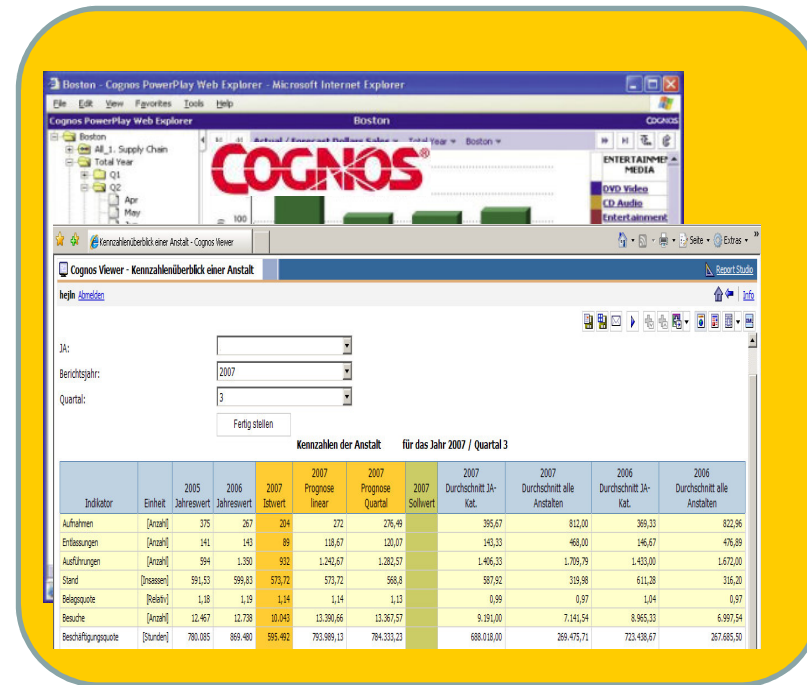 Boston - Cognos PowerPlay Web Explorer - Microsoft Internet Explorer
File Edit View Favorites Tools Help
Cognos PowerPlay Web Explorer Boston COGNOS
Boston
All_1. Supply Chain
Total Year
Q1
Q2
Apr
May
Actual / Forecast Dollars Sales Total Year Boston
COGNOS®
100
ENTERTAINME
MEDIA
DVD Video
CD Audio
Entertainment
Kennzahlenüberblick einer Anstalt - Cognos Viewer
Seite Extras »
Cognos Viewer - Kennzahlenüberblick einer Anstalt Report Studio
hejln Abmelden Info
JA:
Berichtsjahr: 2007
Quartal: 3
Fertig stellen
Kennzahlen der Anstalt für das Jahr 2007 / Quartal 3
Indikator Einheit 2005 Jahreswert 2006 Jahreswert 2007 Istwert 2007 Prognose linear 2007 Prognose Quartal 2007 Sollwert 2007 Durchschnitt JA-Kat. 2007 Durchschnitt alle Anstalten 2006 Durchschnitt JA-Kat. 2006 Durchschnitt alle Anstalten
Aufnahmen [Anzahl] 375 267 204 272 276,49 395,67 812,00 369,33 822,96
Entlassungen [Anzahl] 141 143 89 118,67 120,07 143,33 468,00 146,67 476,89
Ausführungen [Anzahl] 594 1.350 932 1.242,67 1.282,57 1.406,33 1.709,79 1.433,00 1.672,00
Stand [Insassen] 591,53 599,83 573,72 573,72 568,8 587,92 319,98 611,28 316,20
Belagsquote [Relativ] 1,18 1,19 1,14 1,14 1,13 0,99 0,97 1,04 0,97
Besuche [Anzahl] 12.467 12.738 10.043 13.390,66 13.367,57 9.191,00 7.141,54 8.965,33 6.997,54
Beschäftigungsquote [Stunden] 780.085 869.480 595.492 793.989,13 784.333,23 688.018,00 269.475,71 723.438,67 267.685,50